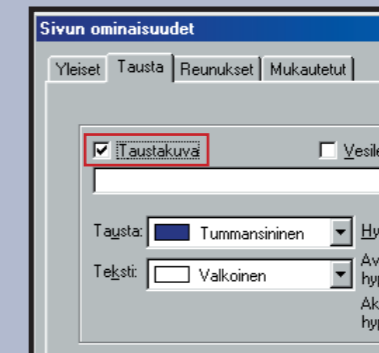 Sivun ominaisuudet
Yleiset Tausta Reunukset Mukautetut
Taustakuva
Tausta: Tummansininen
Teksti: Valkoinen